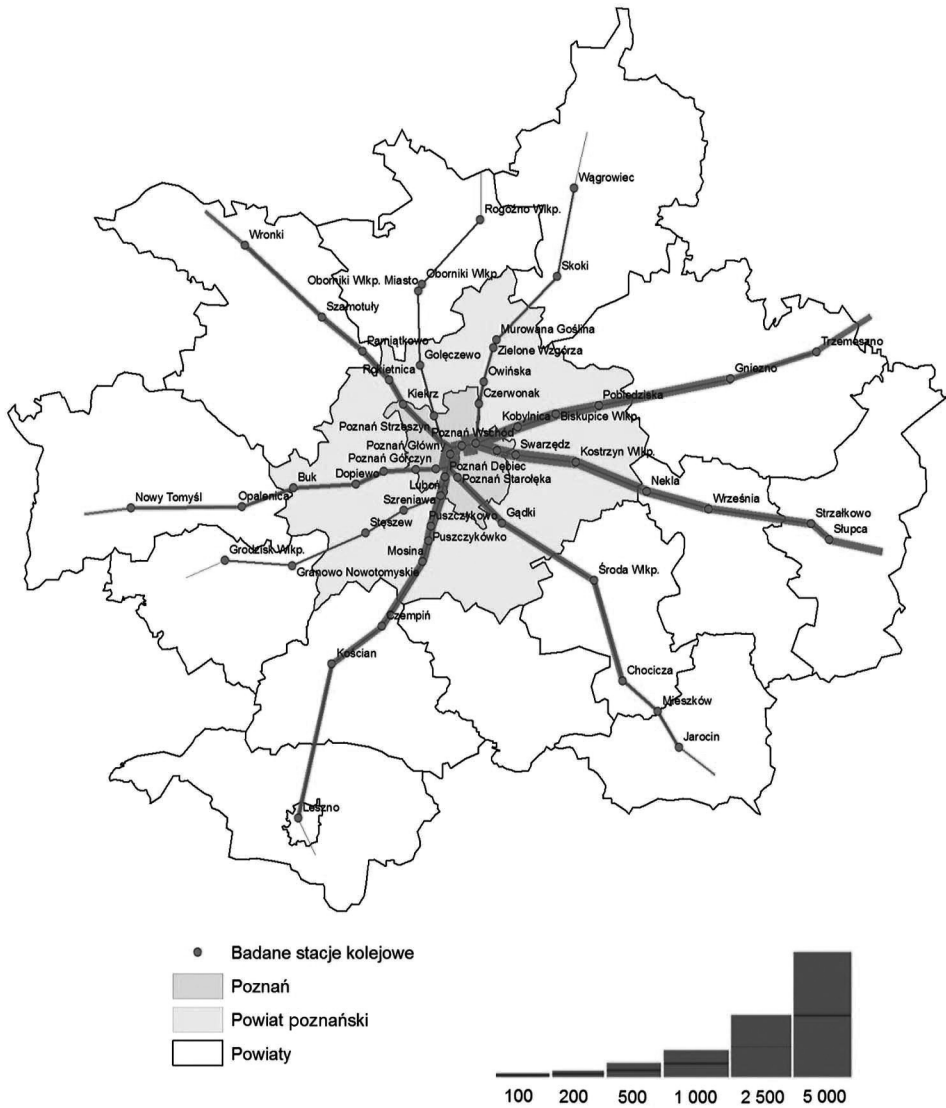 Wągrowiec
Rogoźno Wlkp.
Wronki
Skoki
Oborniki Wlkp.
Oborniki Wlkp. Miasto
Szamotuły
Murowana Goślina
Trzemeszno
Pamiątkowo
Zielone Wzgórza
Gołęczewo
Gniezno
Rokietnica
Owińska
Kiekrz
Czerwonak
Pobiedziska
Kobylnica
Biskupice Wlkp.
Poznań Strzeszyn
Poznań Wschód
Poznań Główny
Swarzędz
Kostrzyn Wlkp.
Poznań Górczyn
Poznań Dębiec
Buk
Dopiewo
Luboń
Poznań Starołęka
Nekla
Nowy Tomyśl
Opalenica
Szreniawa
Września
Gądki
Strzałkowo
Stęszew
Puszczykowo
Słupca
Puszczykówko
Grodzisk Wlkp.
Mosina
Granowo Nowotomyskie
Środa Wlkp.
Czempiń
Kościan
Chocicza
Mieszków
Jarocin
Leszno
Badane stacje kolejowe
Poznań
Powiat poznański
Powiaty
100 200 500 1 000 2 500 5 000